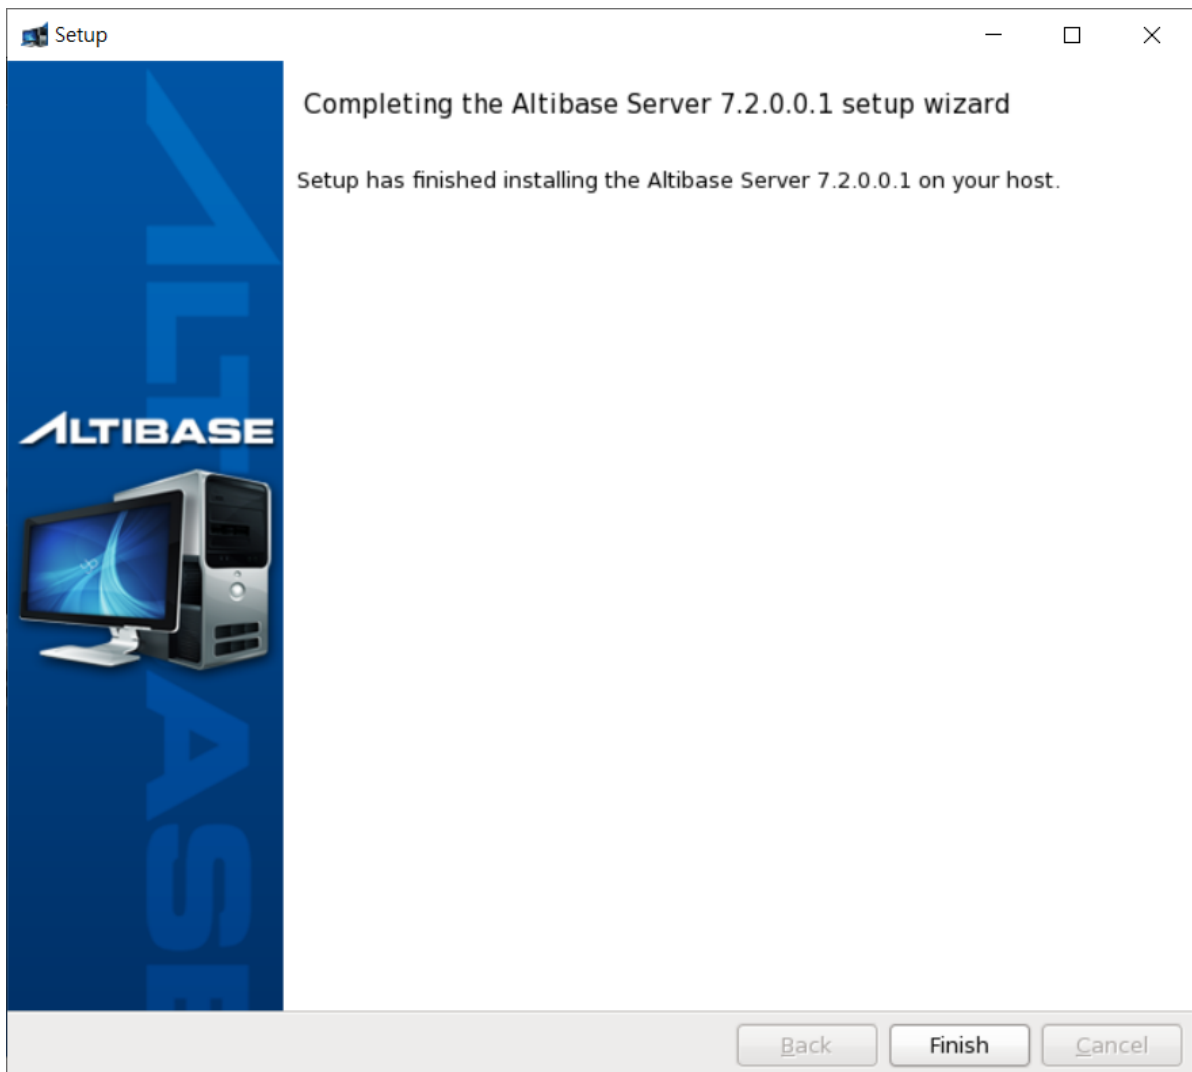 Setup
Completing the Altibase Server 7.2.0.0.1 setup wizard
Setup has finished installing the Altibase Server 7.2.0.0.1 on your host.
ALTIBASE
ALTIBASE
Back
Finish
Cancel